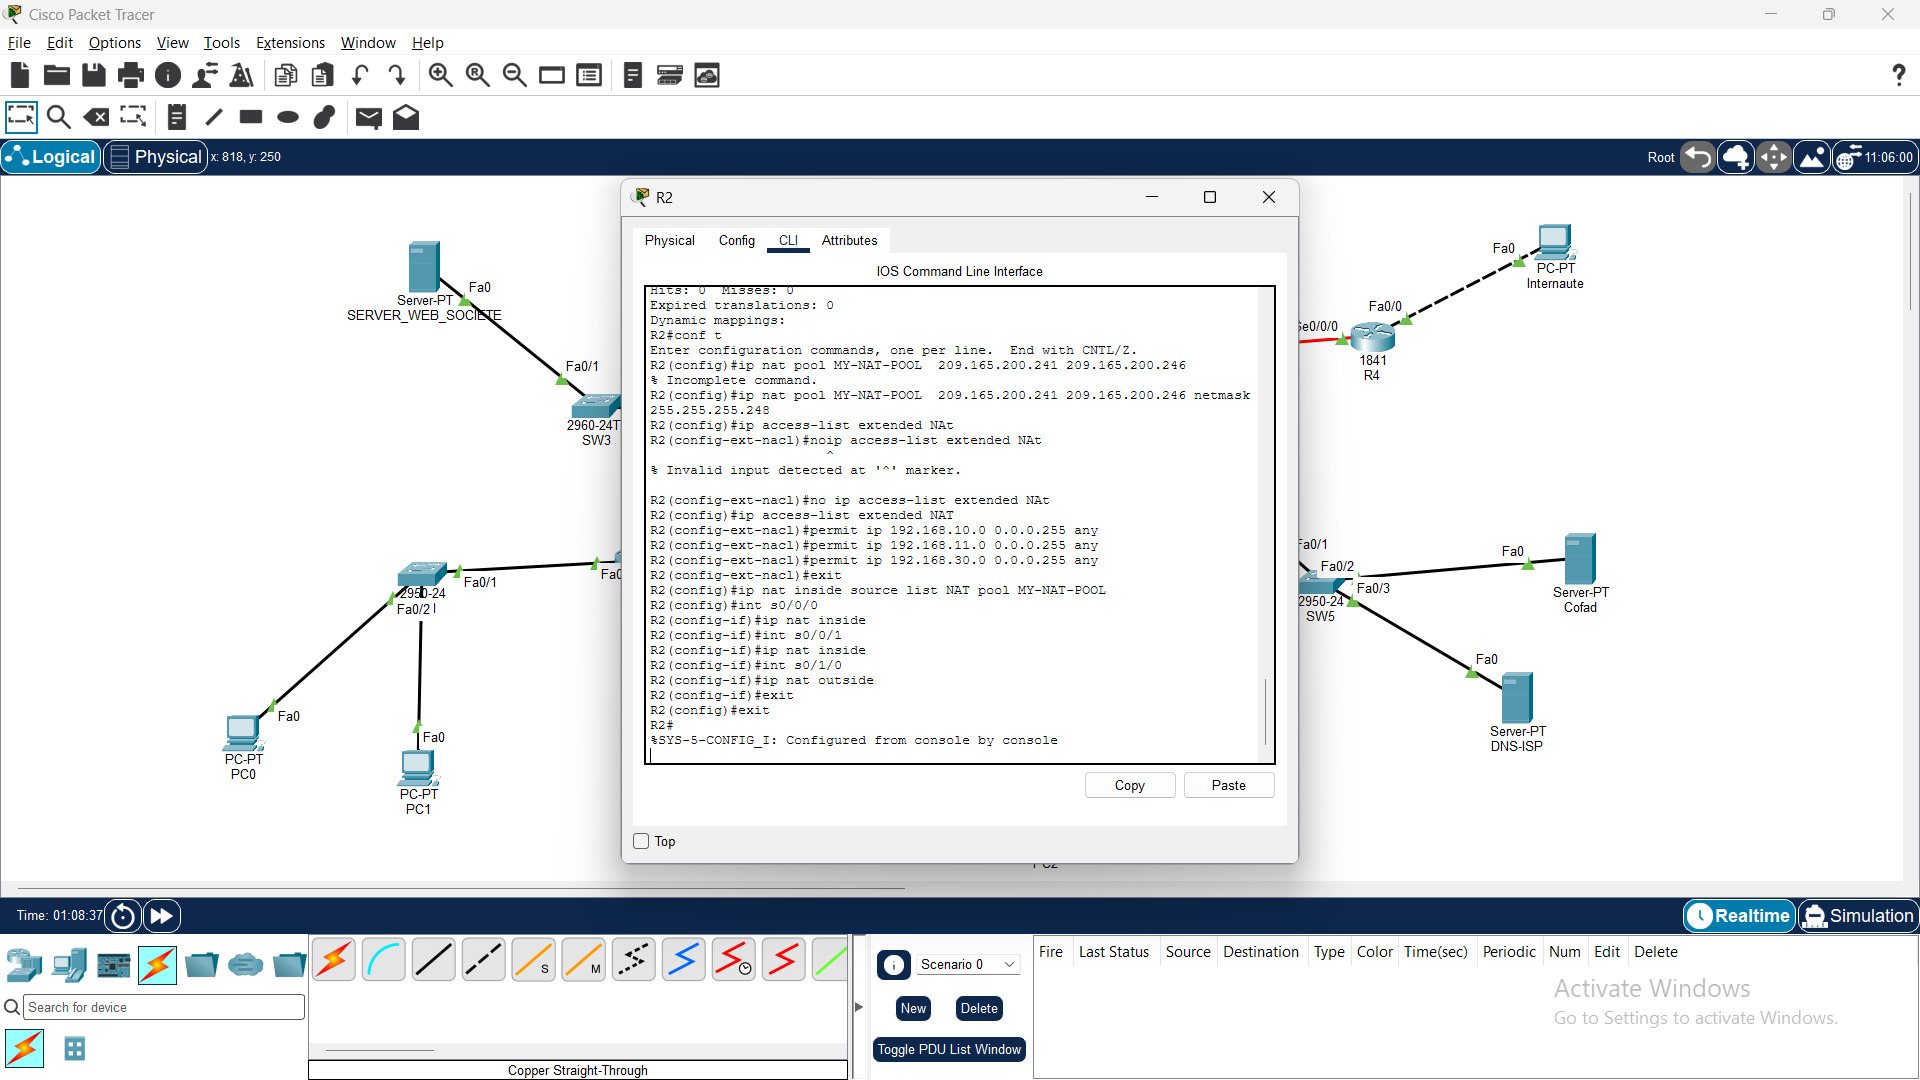 Cisco Packet Tracer
File Edit Options View Tools Extensions Window Help
Logical Physical x: 818, y: 250 Root 11:06:00
R2
Physical Config CLI Attributes
IOS Command Line Interface
Hits: 0  Misses: 0
Expired translations: 0
Dynamic mappings:
R2#conf t
Enter configuration commands, one per line.  End with CNTL/Z.
R2(config)#ip nat pool MY-NAT-POOL  209.165.200.241 209.165.200.246
% Incomplete command.
R2(config)#ip nat pool MY-NAT-POOL  209.165.200.241 209.165.200.246 netmask
255.255.255.248
R2(config)#ip access-list extended NAt
R2(config-ext-nacl)#noip access-list extended NAt
^
% Invalid input detected at '^' marker.
R2(config-ext-nacl)#no ip access-list extended NAt
R2(config)#ip access-list extended NAT
R2(config-ext-nacl)#permit ip 192.168.10.0 0.0.0.255 any
R2(config-ext-nacl)#permit ip 192.168.11.0 0.0.0.255 any
R2(config-ext-nacl)#permit ip 192.168.30.0 0.0.0.255 any
R2(config-ext-nacl)#exit
R2(config)#ip nat inside source list NAT pool MY-NAT-POOL
R2(config)#int s0/0/0
R2(config-if)#ip nat inside
R2(config-if)#int s0/0/1
R2(config-if)#ip nat inside
R2(config-if)#int s0/1/0
R2(config-if)#ip nat outside
R2(config-if)#exit
R2(config)#exit
R2#
%SYS-5-CONFIG_I: Configured from console by console
Copy Paste
Top
Fa0
Server-PT
SERVER_WEB_SOCIETE
Fa0/1
2960-24T
SW3
Fa0/1
2950-24
Fa0/2
Fa0
PC-PT
PC0
Fa0
PC-PT
PC1
Fa0
PC-PT
Internaute
Fa0/0
Se0/0/0
1841
R4
Fa0/1
Fa0/2
Fa0/3
2950-24
SW5
Fa0
Server-PT
Cofad
Fa0
Server-PT
DNS-ISP
PC2
Time: 01:08:37 Realtime Simulation
Search for device
S
M
Copper Straight-Through
Scenario 0
New Delete
Toggle PDU List Window
Fire Last Status Source Destination Type Color Time(sec) Periodic Num Edit Delete
Activate Windows
Go to Settings to activate Windows.